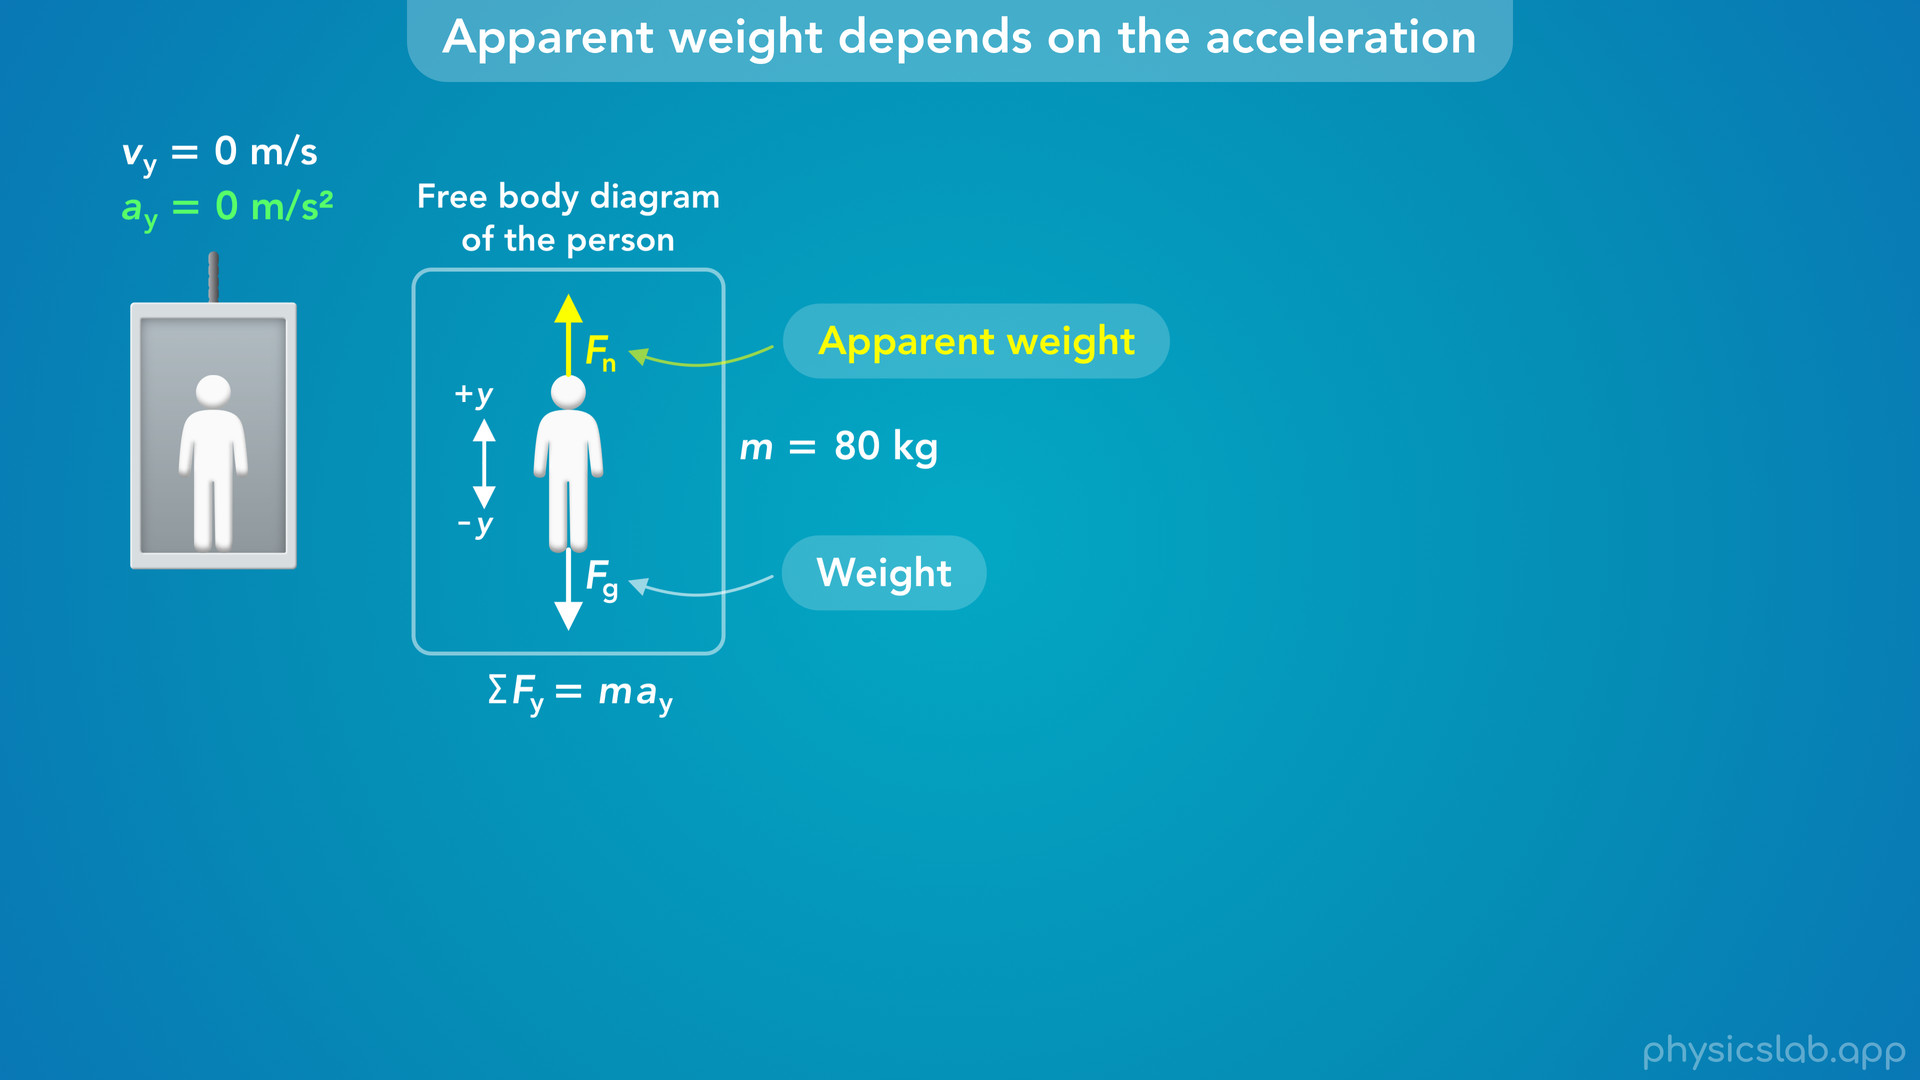 Apparent weight depends on the acceleration
vy = 0 m/s
ay = 0 m/s²
Free body diagram
of the person
Fn
Apparent weight
+y
m = 80 kg
–y
Fg
Weight
ΣFy = may
physicslab.app